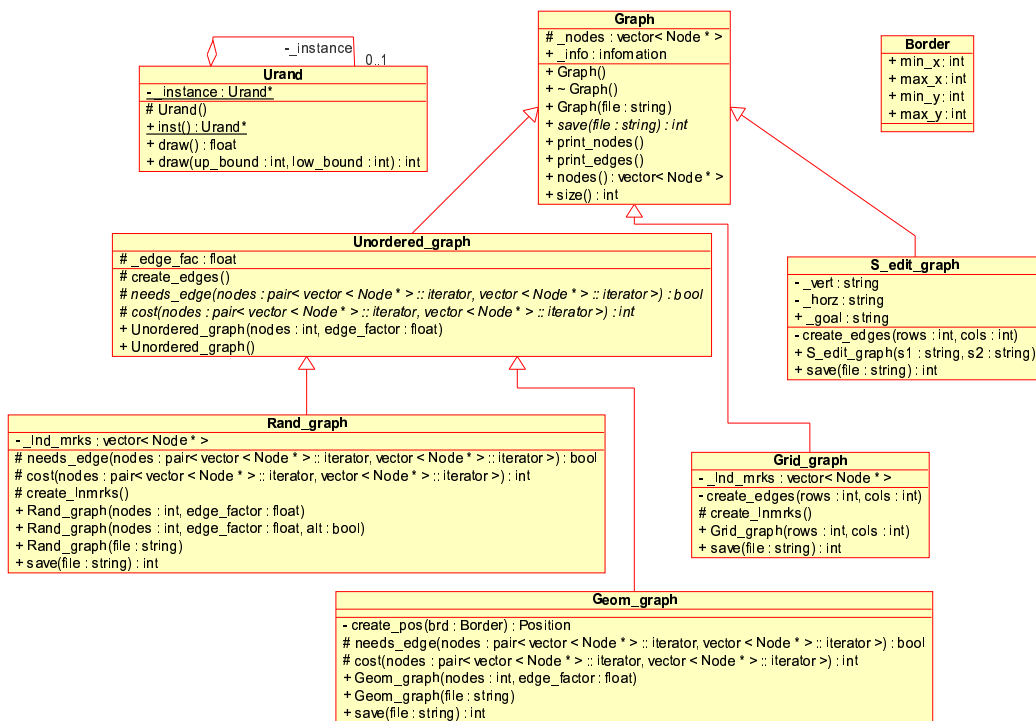 -_instance
0..1
Urand
- _instance : Urand*
# Urand()
+ inst() : Urand*
+ draw() : float
+ draw(up_bound : int, low_bound : int) : int
Graph
# _nodes : vector< Node * >
+ _info : infomation
+ Graph()
+ ~ Graph()
+ Graph(file : string)
+ save(file : string) : int
+ print_nodes()
+ print_edges()
+ nodes() : vector< Node * >
+ size() : int
Border
+ min_x : int
+ max_x : int
+ min_y : int
+ max_y : int
Unordered_graph
# _edge_fac : float
# create_edges()
# needs_edge(nodes : pair< vector < Node * > :: iterator, vector < Node * > :: iterator >) : bool
# cost(nodes : pair< vector < Node * > :: iterator, vector < Node * > :: iterator >) : int
+ Unordered_graph(nodes : int, edge_factor : float)
+ Unordered_graph()
S_edit_graph
- _vert : string
- _horz : string
+ _goal : string
- create_edges(rows : int, cols : int)
+ S_edit_graph(s1 : string, s2 : string)
+ save(file : string) : int
Rand_graph
- _lnd_mrks : vector< Node * >
# needs_edge(nodes : pair< vector < Node * > :: iterator, vector < Node * > :: iterator >) : bool
# cost(nodes : pair< vector < Node * > :: iterator, vector < Node * > :: iterator >) : int
# create_lnmrks()
+ Rand_graph(nodes : int, edge_factor : float)
+ Rand_graph(nodes : int, edge_factor : float, alt : bool)
+ Rand_graph(file : string)
+ save(file : string) : int
Grid_graph
- _lnd_mrks : vector< Node * >
- create_edges(rows : int, cols : int)
# create_lnmrks()
+ Grid_graph(rows : int, cols : int)
+ save(file : string) : int
Geom_graph
- create_pos(brd : Border) : Position
# needs_edge(nodes : pair< vector < Node * > :: iterator, vector < Node * > :: iterator >) : bool
# cost(nodes : pair< vector < Node * > :: iterator, vector < Node * > :: iterator >) : int
+ Geom_graph(nodes : int, edge_factor : float)
+ Geom_graph(file : string)
+ save(file : string) : int